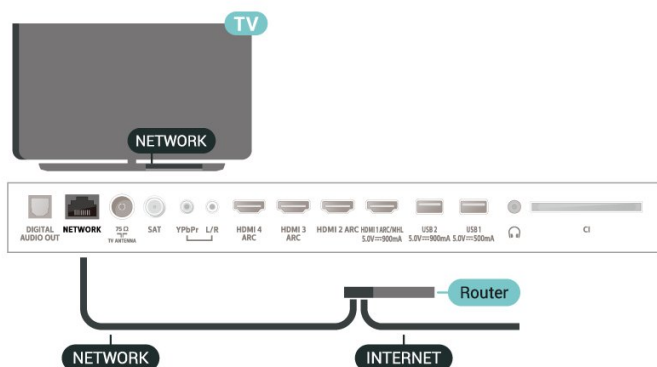 TV
NETWORK
DIGITAL
AUDIO OUT
NETWORK
75 Ω
TV ANTENNA
SAT
YPbPr
L/R
HDMI 4
ARC
HDMI 3
ARC
HDMI 2 ARC
HDMI 1 ARC/MHL
5.0V⎓900mA
USB 2
5.0V⎓900mA
USB 1
5.0V⎓500mA
CI
Router
NETWORK
INTERNET